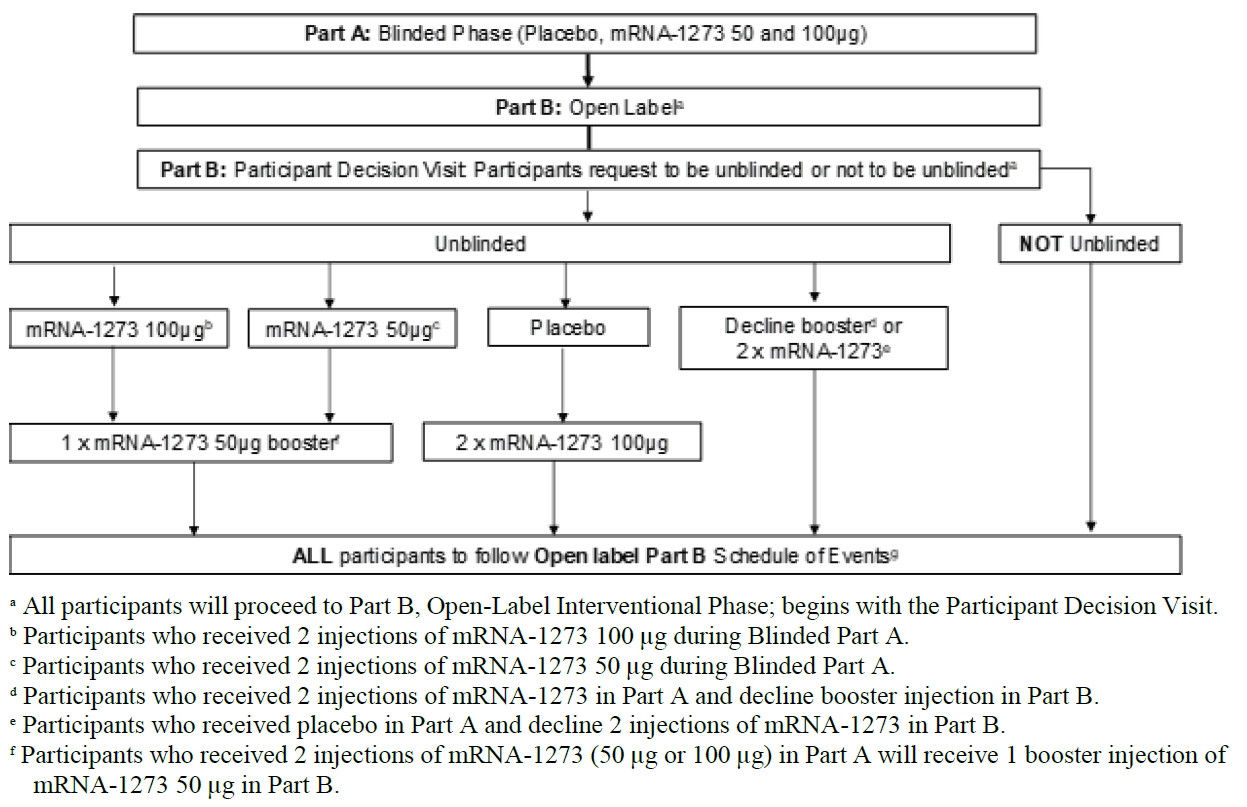 Part A: Blinded Phase (Placebo, mRNA-1273 50 and 100µg)
Part B: Open Labelᵃ
Part B: Participant Decision Visit: Participants request to be unblinded or not to be unblindedᵃ
Unblinded
NOT Unblinded
mRNA-1273 100µgᵇ
mRNA-1273 50µgᶜ
Placebo
Decline boosterᵈ or
2 x mRNA-1273ᵉ
1 x mRNA-1273 50µg boosterᶠ
2 x mRNA-1273 100µg
ALL participants to follow Open label Part B Schedule of Eventsᵍ
ᵃ All participants will proceed to Part B, Open-Label Interventional Phase; begins with the Participant Decision Visit.
ᵇ Participants who received 2 injections of mRNA-1273 100 µg during Blinded Part A.
ᶜ Participants who received 2 injections of mRNA-1273 50 µg during Blinded Part A.
ᵈ Participants who received 2 injections of mRNA-1273 in Part A and decline booster injection in Part B.
ᵉ Participants who received placebo in Part A and decline 2 injections of mRNA-1273 in Part B.
ᶠ Participants who received 2 injections of mRNA-1273 (50 µg or 100 µg) in Part A will receive 1 booster injection of
mRNA-1273 50 µg in Part B.